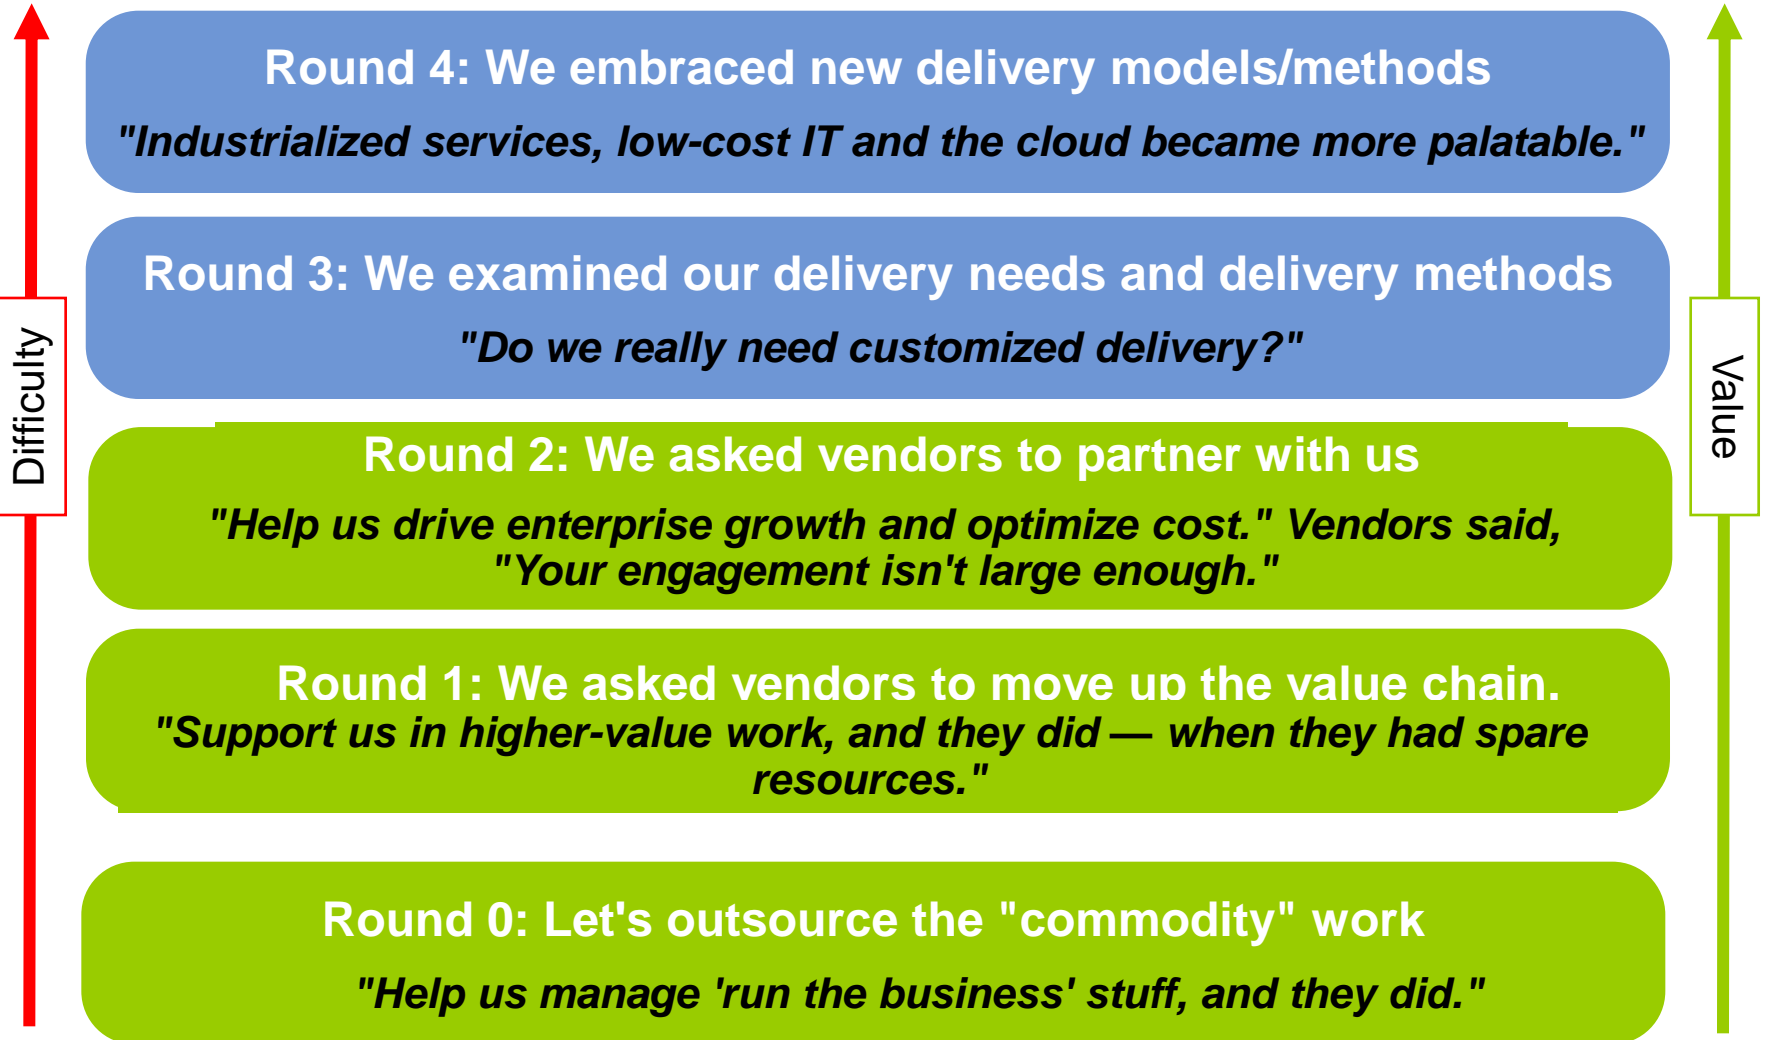 Round 4: We embraced new delivery models/methods
"Industrialized services, low-cost IT and the cloud became more palatable."
Round 3: We examined our delivery needs and delivery methods
"Do we really need customized delivery?"
Difficulty
Value
Round 2: We asked vendors to partner with us
"Help us drive enterprise growth and optimize cost." Vendors said,
"Your engagement isn't large enough."
Round 1: We asked vendors to move up the value chain.
"Support us in higher-value work, and they did — when they had spare
resources."
Round 0: Let's outsource the "commodity" work
"Help us manage 'run the business' stuff, and they did."